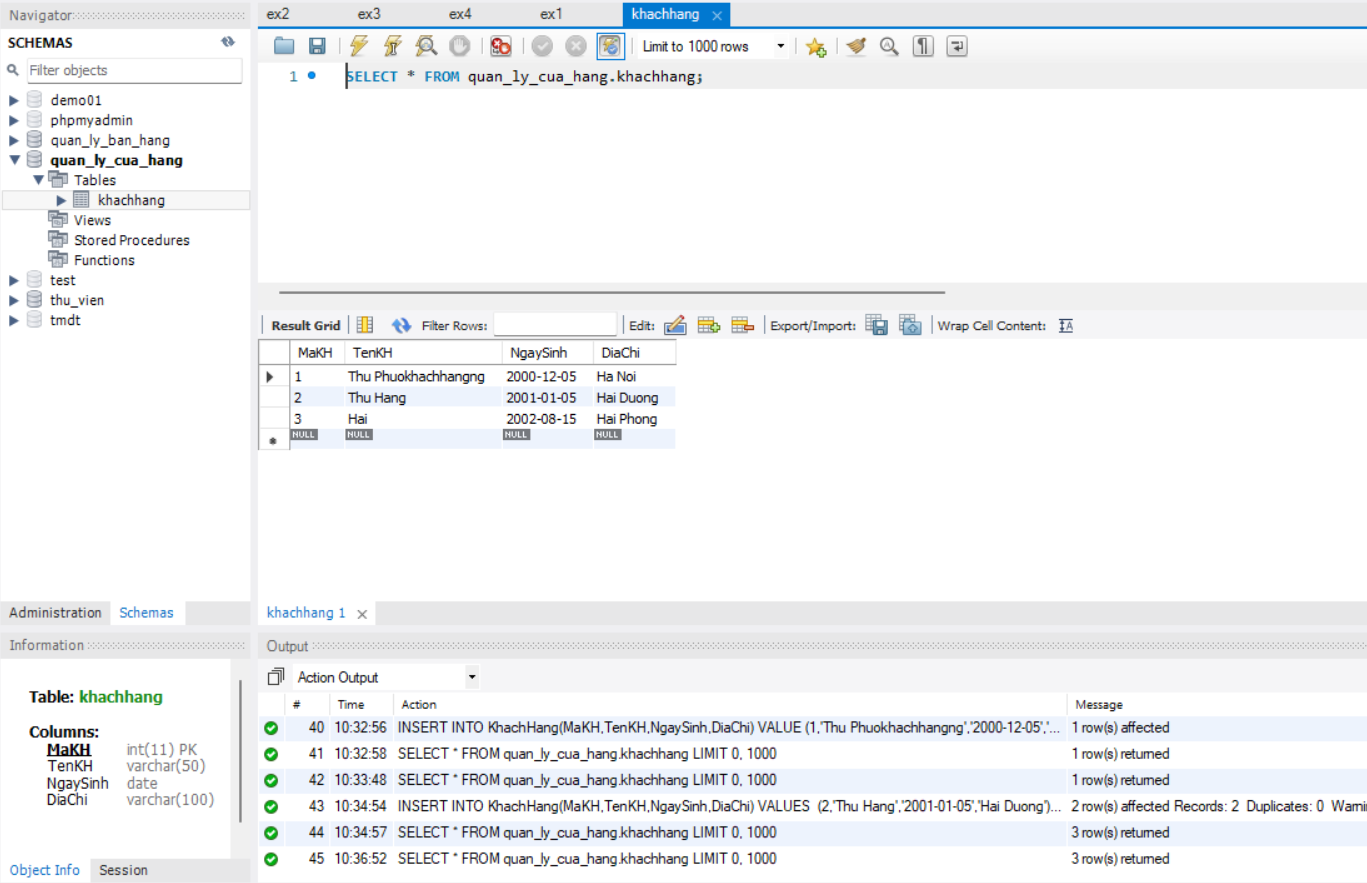 Navigator
SCHEMAS
Filter objects
demo01
phpmyadmin
quan_ly_ban_hang
quan_ly_cua_hang
Tables
khachhang
Views
Stored Procedures
Functions
test
thu_vien
tmdt
Administration Schemas
Information
Table: khachhang
Columns:
MaKH int(11) PK
TenKH varchar(50)
NgaySinh date
DiaChi varchar(100)
Object Info Session
ex2 ex3 ex4 ex1 khachhang
Limit to 1000 rows
1 SELECT * FROM quan_ly_cua_hang.khachhang;
Result Grid Filter Rows: Edit: Export/Import: Wrap Cell Content:
MaKH TenKH NgaySinh DiaChi
1 Thu Phuokhachhangng 2000-12-05 Ha Noi
2 Thu Hang 2001-01-05 Hai Duong
3 Hai 2002-08-15 Hai Phong
NULL NULL NULL NULL
khachhang 1
Output
Action Output
# Time Action Message
40 10:32:56 INSERT INTO KhachHang(MaKH,TenKH,NgaySinh,DiaChi) VALUE (1,'Thu Phuokhachhangng','2000-12-05','... 1 row(s) affected
41 10:32:58 SELECT * FROM quan_ly_cua_hang.khachhang LIMIT 0, 1000 1 row(s) returned
42 10:33:48 SELECT * FROM quan_ly_cua_hang.khachhang LIMIT 0, 1000 1 row(s) returned
43 10:34:54 INSERT INTO KhachHang(MaKH,TenKH,NgaySinh,DiaChi) VALUES (2,'Thu Hang','2001-01-05','Hai Duong')... 2 row(s) affected Records: 2 Duplicates: 0 Warni
44 10:34:57 SELECT * FROM quan_ly_cua_hang.khachhang LIMIT 0, 1000 3 row(s) returned
45 10:36:52 SELECT * FROM quan_ly_cua_hang.khachhang LIMIT 0, 1000 3 row(s) returned